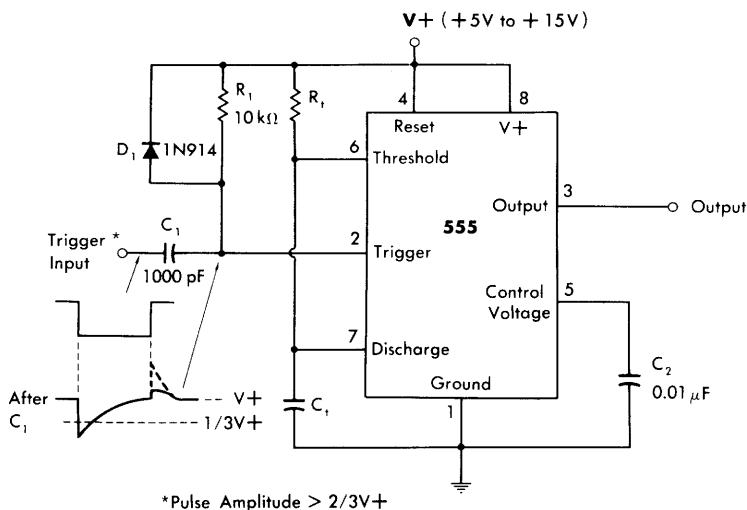 V+ (+5V to +15V)
R₁
10kΩ
Rₜ
4
8
Reset
V+
D₁
1N914
6
Threshold
3
Output
Output
555
C₁
Trigger *
Input
1000 pF
2
Trigger
Control
Voltage
5
7
Discharge
C₂
0.01 μF
Ground
After
C₁
V+
1/3V+
Cₜ
1
*Pulse Amplitude > 2/3V+